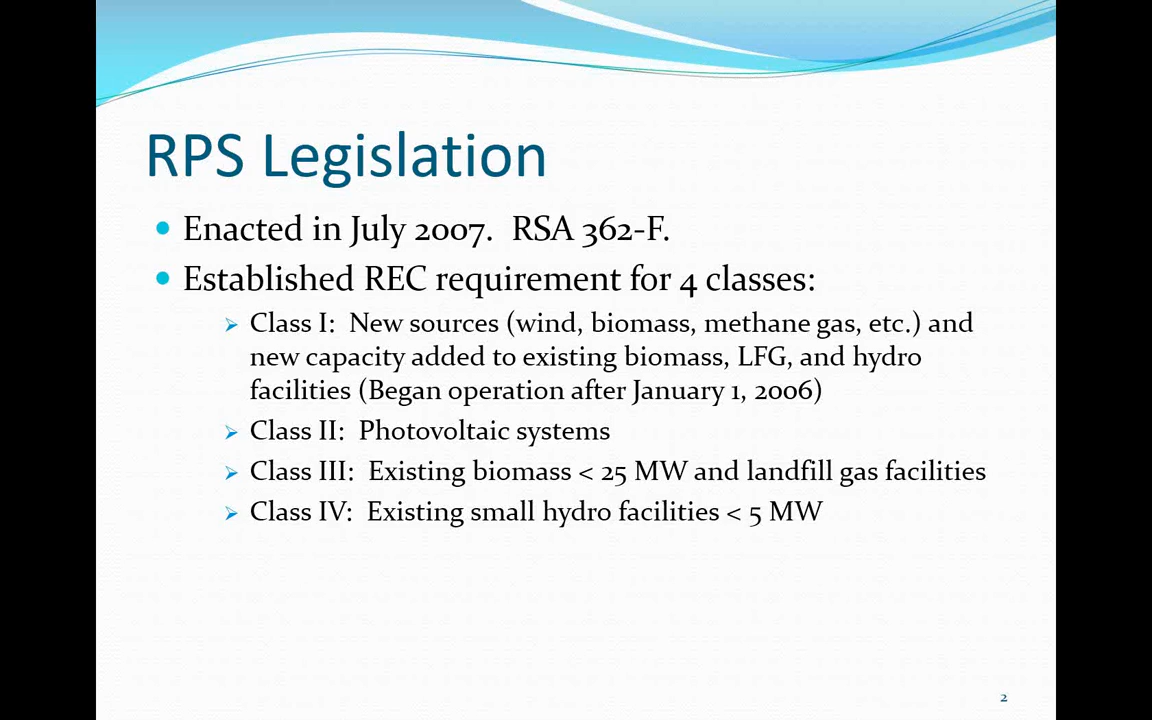 RPS Legislation
Enacted in July 2007.  RSA 362-F.
Established REC requirement for 4 classes:
Class I:  New sources (wind, biomass, methane gas, etc.) and
new capacity added to existing biomass, LFG, and hydro
facilities (Began operation after January 1, 2006)
Class II:  Photovoltaic systems
Class III:  Existing biomass < 25 MW and landfill gas facilities
Class IV:  Existing small hydro facilities < 5 MW
2